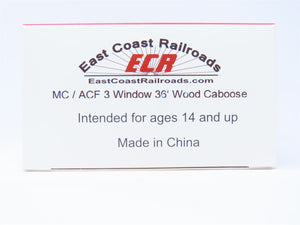 East Coast Railroads
ECR
EastCoastRailroads.com
MC / ACF 3 Window 36' Wood Caboose
Intended for ages 14 and up
Made in China